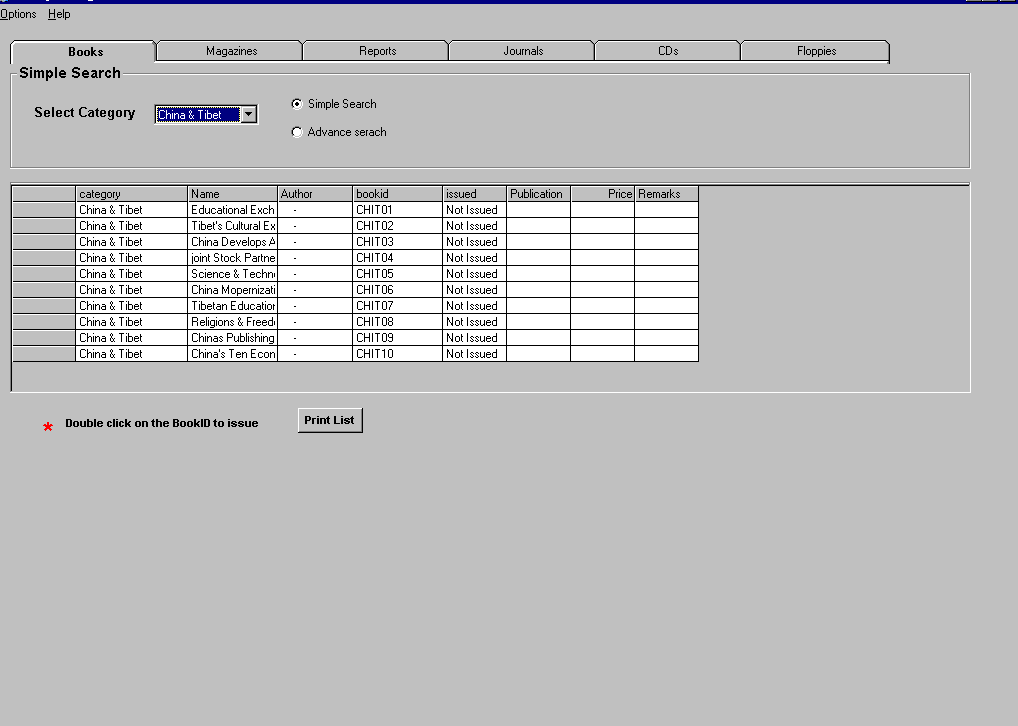 Options Help
Books Magazines Reports Journals CDs Floppies
Simple Search
Select Category China & Tibet
Simple Search
Advance serach
category Name Author bookid issued Publication Price Remarks
China & Tibet Educational Exch - CHIT01 Not Issued
China & Tibet Tibet's Cultural Ex - CHIT02 Not Issued
China & Tibet China Develops A - CHIT03 Not Issued
China & Tibet joint Stock Partne - CHIT04 Not Issued
China & Tibet Science & Techn - CHIT05 Not Issued
China & Tibet China Mopernizati - CHIT06 Not Issued
China & Tibet Tibetan Education - CHIT07 Not Issued
China & Tibet Religions & Freed - CHIT08 Not Issued
China & Tibet Chinas Publishing - CHIT09 Not Issued
China & Tibet China's Ten Econ - CHIT10 Not Issued
* Double click on the BookID to issue Print List